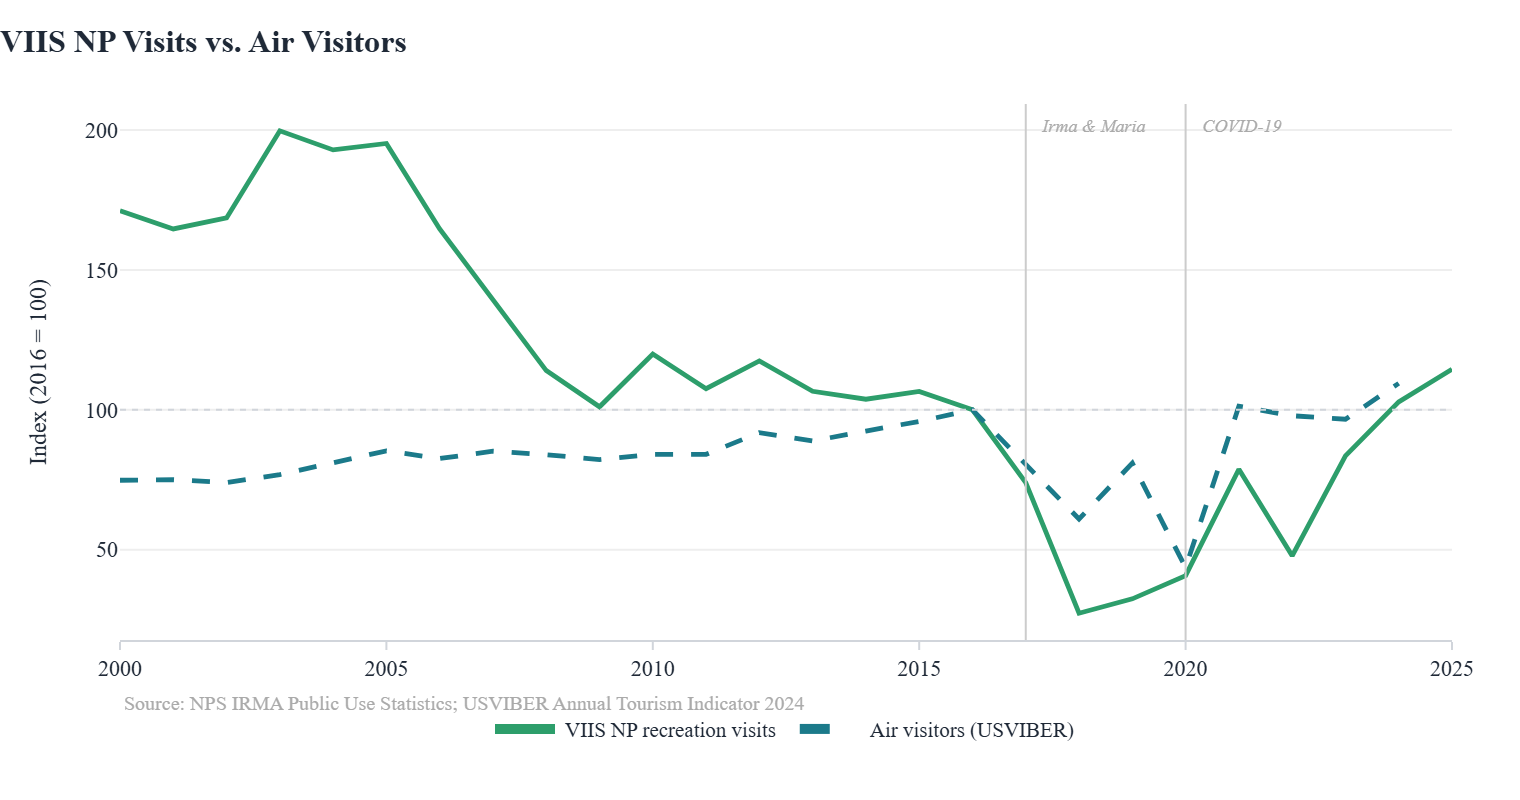 VIIS NP Visits vs. Air Visitors
Index (2016 = 100)
200
150
100
50
Irma & Maria
COVID-19
2000
2005
2010
2015
2020
2025
Source: NPS IRMA Public Use Statistics; USVIBER Annual Tourism Indicator 2024
VIIS NP recreation visits
Air visitors (USVIBER)